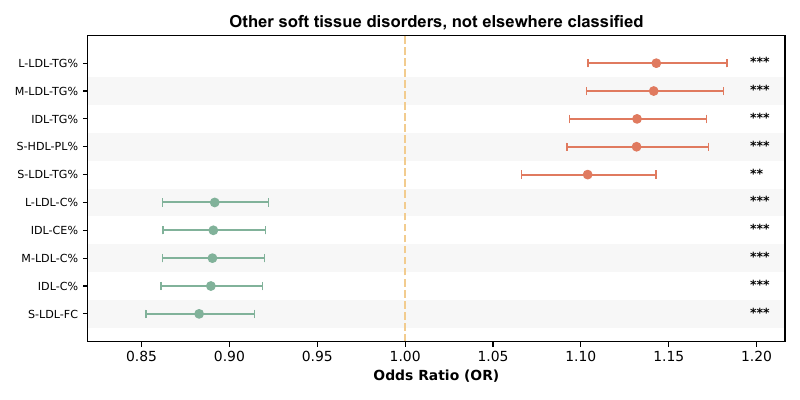 Other soft tissue disorders, not elsewhere classified
L-LDL-TG% ***
M-LDL-TG% ***
IDL-TG% ***
S-HDL-PL% ***
S-LDL-TG% **
L-LDL-C% ***
IDL-CE% ***
M-LDL-C% ***
IDL-C% ***
S-LDL-FC ***
0.85 0.90 0.95 1.00 1.05 1.10 1.15 1.20
Odds Ratio (OR)